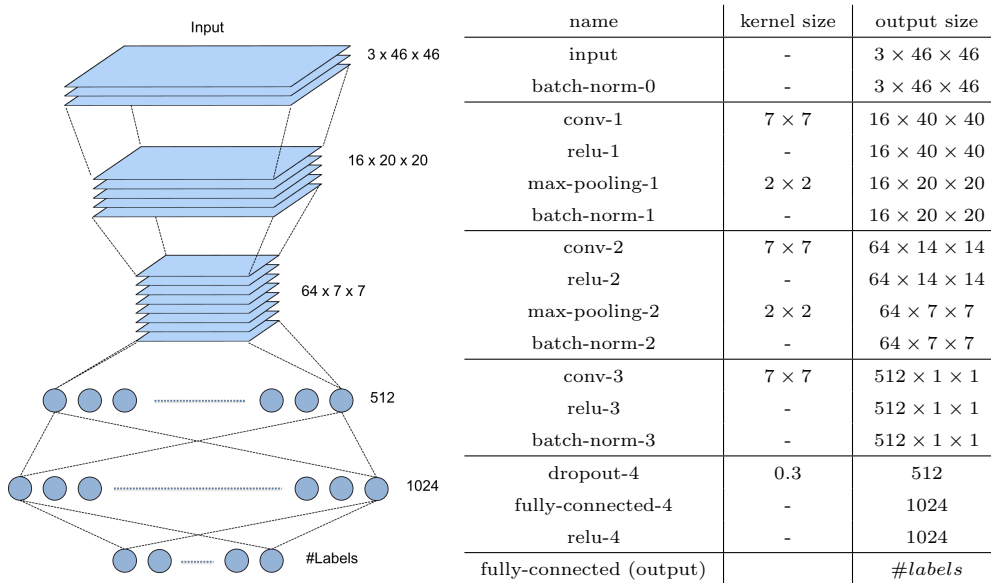 Input
3 x 46 x 46
16 x 20 x 20
64 x 7 x 7
512
1024
#Labels
name kernel size output size
input - 3 × 46 × 46
batch-norm-0 - 3 × 46 × 46
conv-1 7 × 7 16 × 40 × 40
relu-1 - 16 × 40 × 40
max-pooling-1 2 × 2 16 × 20 × 20
batch-norm-1 - 16 × 20 × 20
conv-2 7 × 7 64 × 14 × 14
relu-2 - 64 × 14 × 14
max-pooling-2 2 × 2 64 × 7 × 7
batch-norm-2 - 64 × 7 × 7
conv-3 7 × 7 512 × 1 × 1
relu-3 - 512 × 1 × 1
batch-norm-3 - 512 × 1 × 1
dropout-4 0.3 512
fully-connected-4 - 1024
relu-4 - 1024
fully-connected (output) #labels